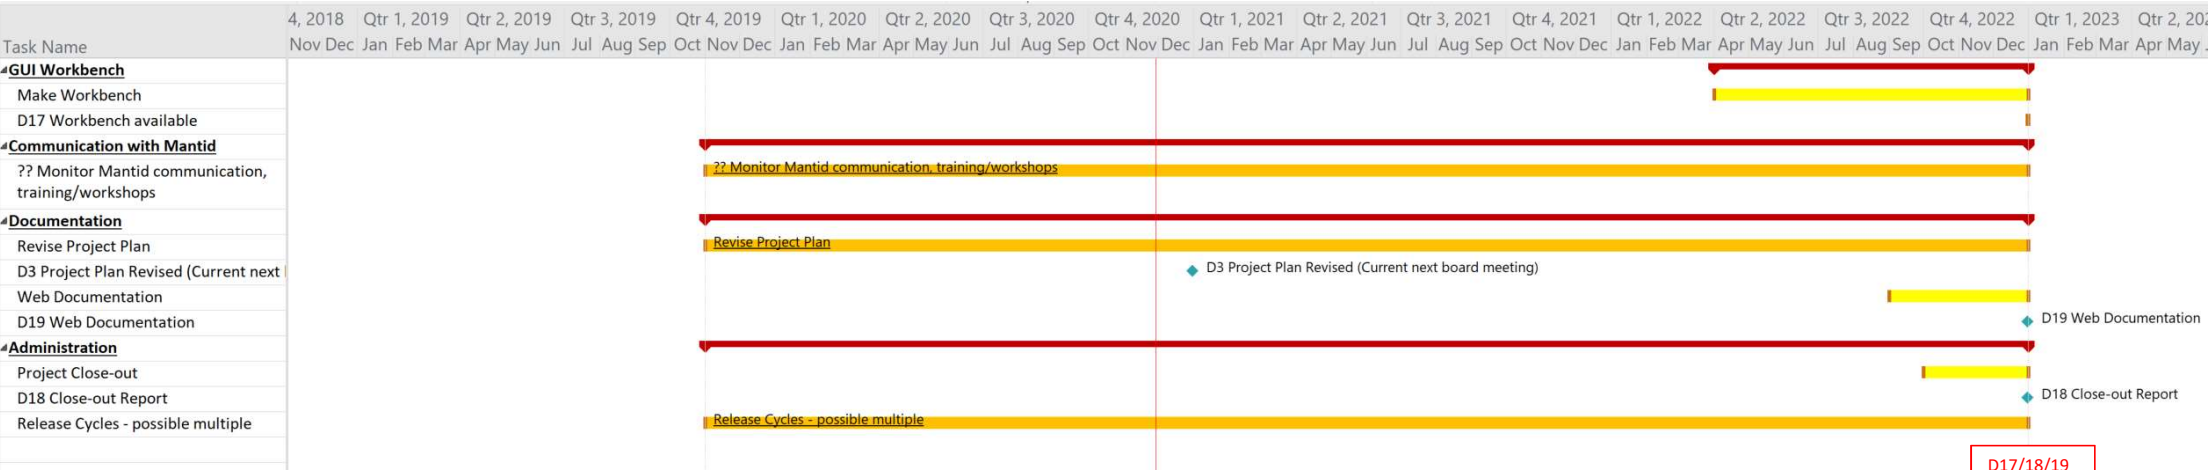 4, 2018 Qtr 1, 2019 Qtr 2, 2019 Qtr 3, 2019 Qtr 4, 2019 Qtr 1, 2020 Qtr 2, 2020 Qtr 3, 2020 Qtr 4, 2020 Qtr 1, 2021 Qtr 2, 2021 Qtr 3, 2021 Qtr 4, 2021 Qtr 1, 2022 Qtr 2, 2022 Qtr 3, 2022 Qtr 4, 2022 Qtr 1, 2023 Qtr 2, 202
Task Name Nov Dec Jan Feb Mar Apr May Jun Jul Aug Sep Oct Nov Dec Jan Feb Mar Apr May Jun Jul Aug Sep Oct Nov Dec Jan Feb Mar Apr May Jun Jul Aug Sep Oct Nov Dec Jan Feb Mar Apr May Jun Jul Aug Sep Oct Nov Dec Jan Feb Mar Apr May
GUI Workbench
Make Workbench
D17 Workbench available
Communication with Mantid
?? Monitor Mantid communication,
training/workshops
?? Monitor Mantid communication, training/workshops
Documentation
Revise Project Plan
Revise Project Plan
D3 Project Plan Revised (Current next
D3 Project Plan Revised (Current next board meeting)
Web Documentation
D19 Web Documentation
D19 Web Documentation
Administration
Project Close-out
D18 Close-out Report
D18 Close-out Report
Release Cycles - possible multiple
Release Cycles - possible multiple
D17/18/19